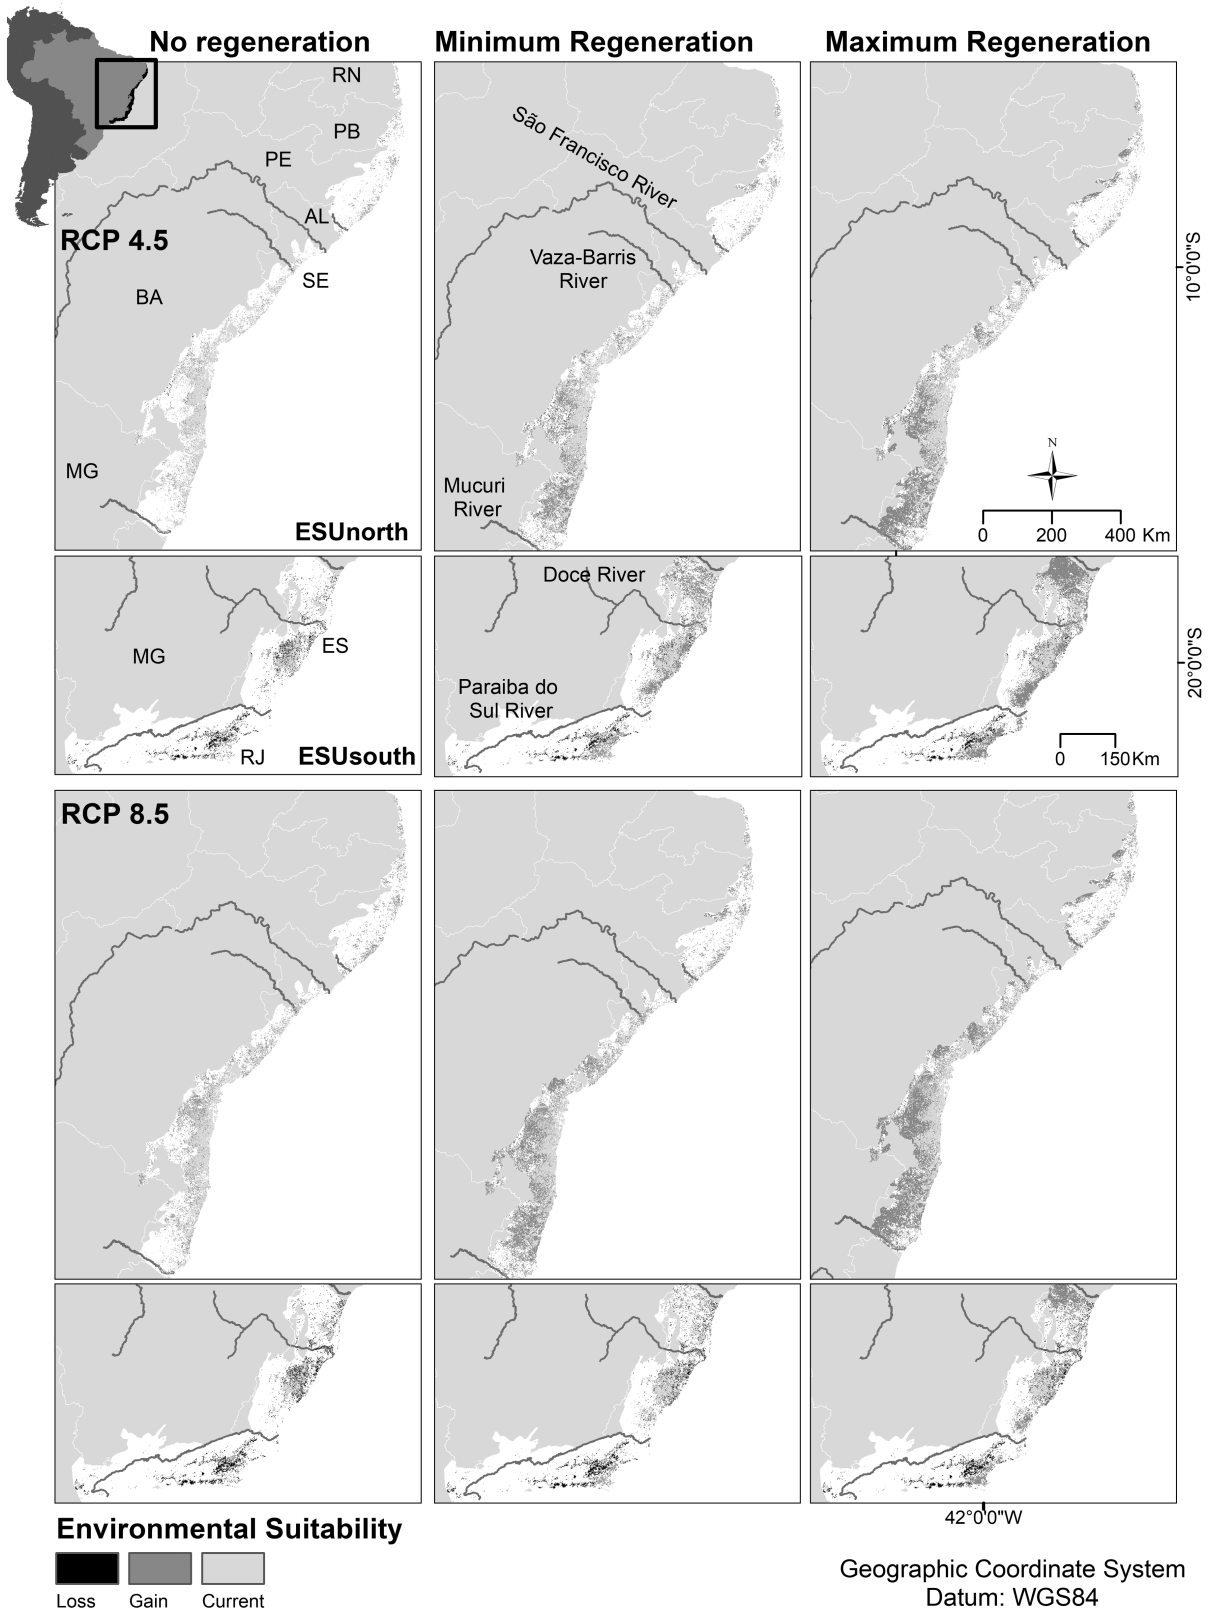 No regeneration
Minimum Regeneration
Maximum Regeneration
RN
PB
PE
AL
RCP 4.5
SE
BA
MG
ESUnorth
São Francisco River
Vaza-Barris
River
Mucuri
River
N
0 200 400 Km
10°0'0"S
MG
ES
RJ
ESUsouth
Doce River
Paraiba do
Sul River
0 150Km
20°0'0"S
RCP 8.5
42°0'0"W
Environmental Suitability
Loss Gain Current
Geographic Coordinate System
Datum: WGS84